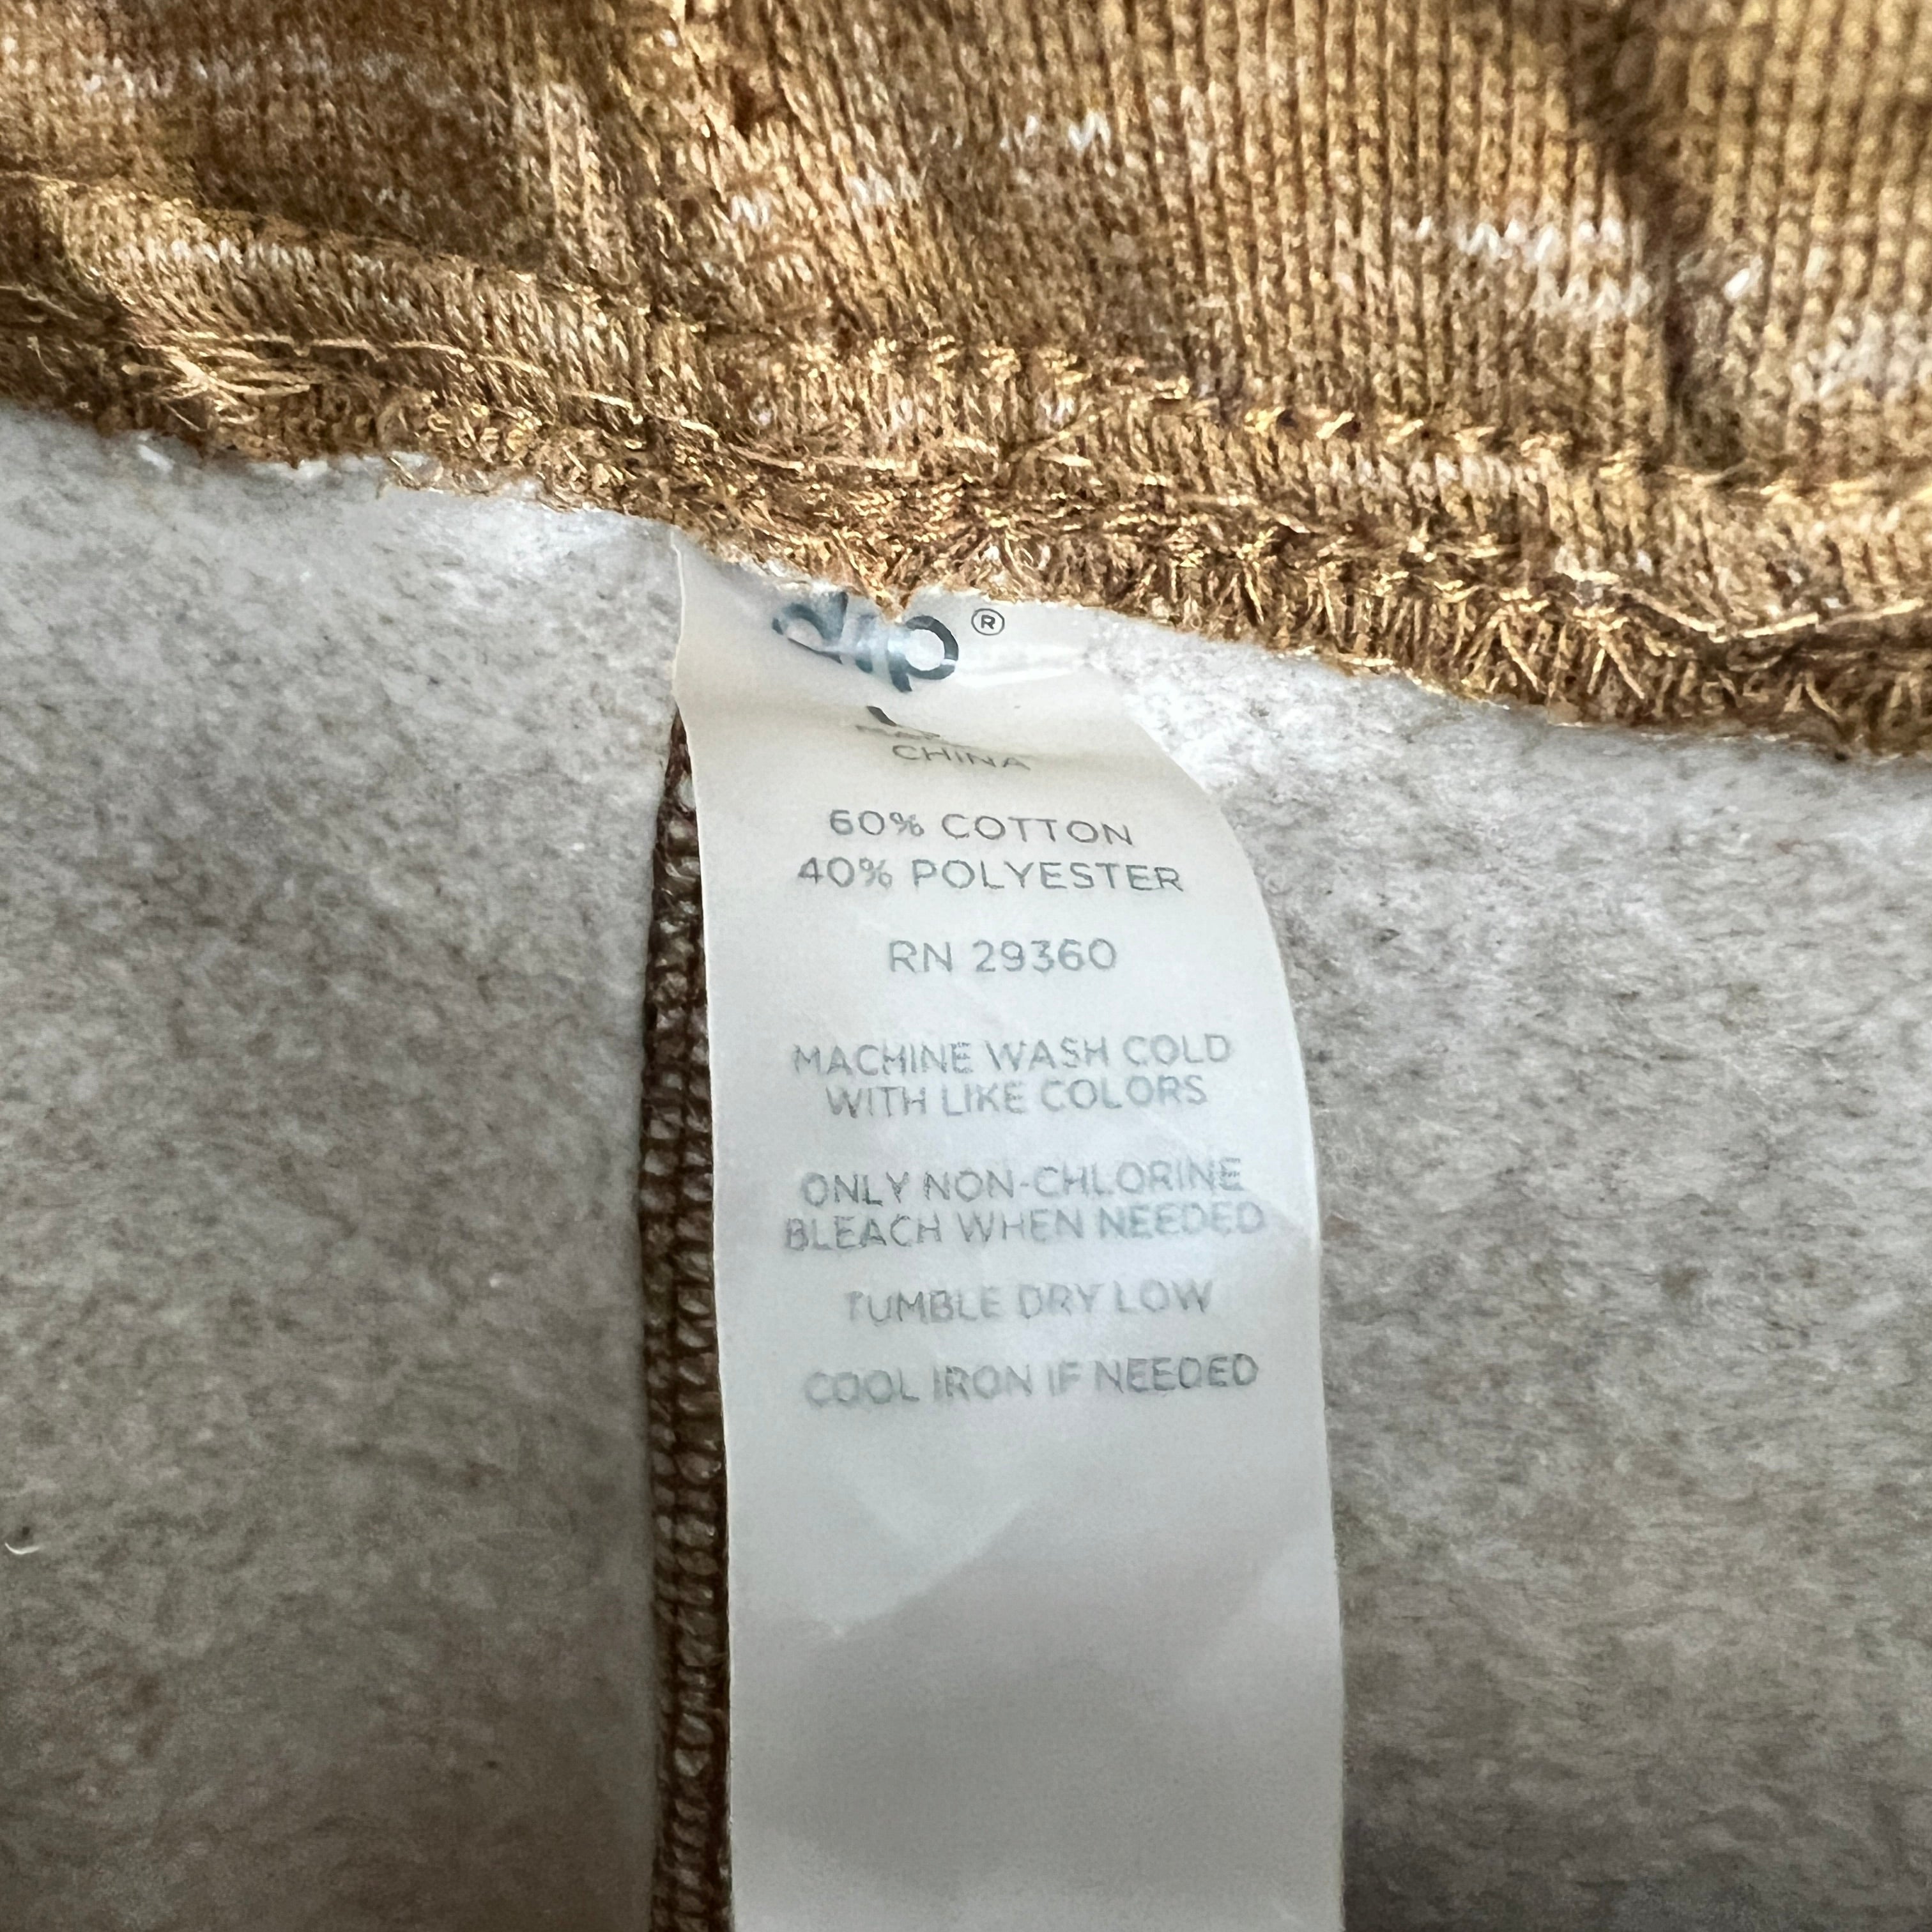 dip®
L
CHINA
60% COTTON
40% POLYESTER
RN 29360
MACHINE WASH COLD
WITH LIKE COLORS
ONLY NON-CHLORINE
BLEACH WHEN NEEDED
TUMBLE DRY LOW
COOL IRON IF NEEDED